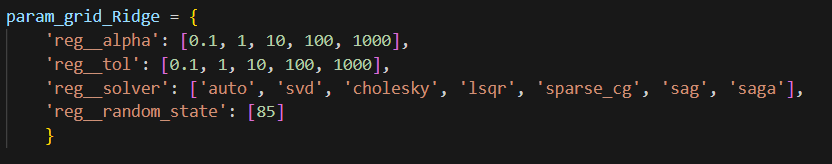 param_grid_Ridge = {
    'reg__alpha': [0.1, 1, 10, 100, 1000],
    'reg__tol': [0.1, 1, 10, 100, 1000],
    'reg__solver': ['auto', 'svd', 'cholesky', 'lsqr', 'sparse_cg', 'sag', 'saga'],
    'reg__random_state': [85]
    }